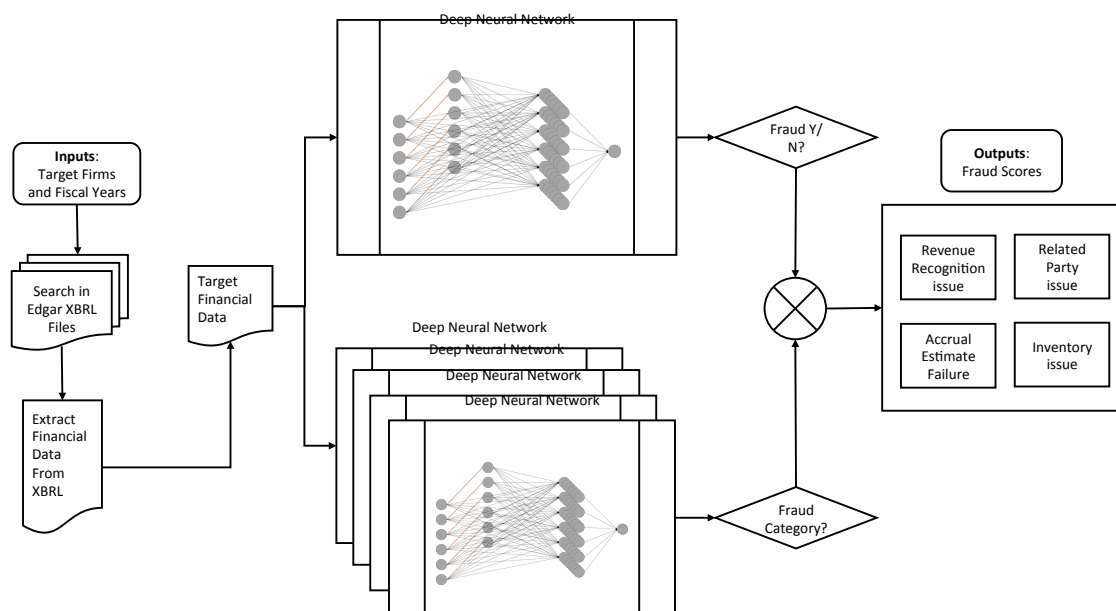 Deep Neural Network
Inputs:
Target Firms
and Fiscal Years
Search in
Edgar XBRL
Files
Extract
Financial
Data
From
XBRL
Target
Financial
Data
Deep Neural Network
Deep Neural Network
Deep Neural Network
Deep Neural Network
Fraud Y/
N?
Fraud
Category?
Outputs:
Fraud Scores
Revenue
Recognition
issue
Related
Party
issue
Accrual
Estimate
Failure
Inventory
issue